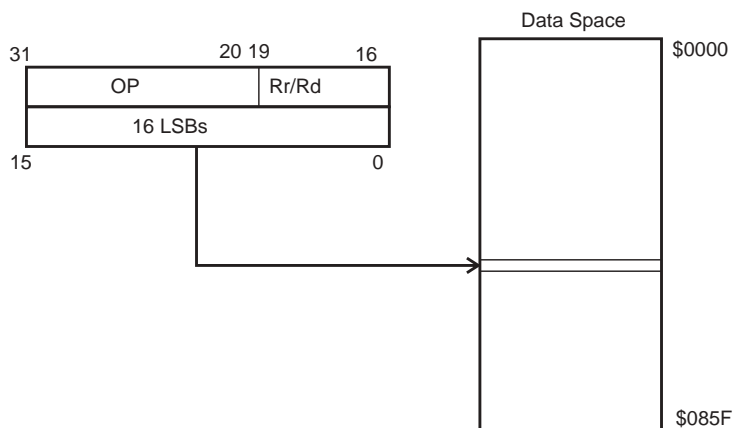 Data Space
$0000
31 20 19 16
OP Rr/Rd
16 LSBs
15 0
$085F